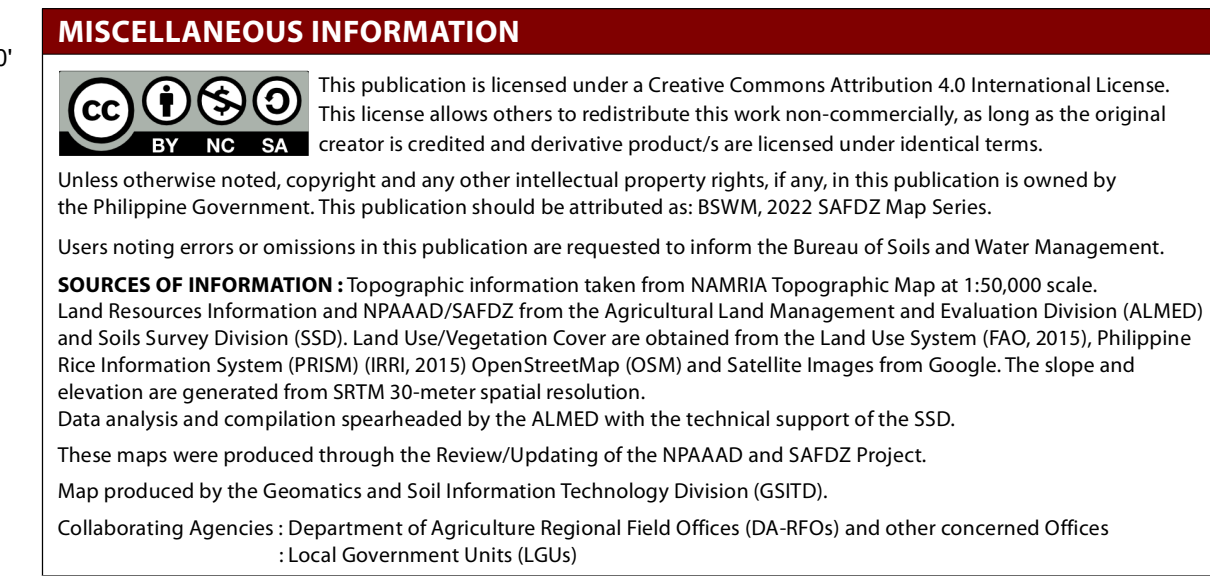 MISCELLANEOUS INFORMATION
0'
cc
BY NC SA
This publication is licensed under a Creative Commons Attribution 4.0 International License.
This license allows others to redistribute this work non-commercially, as long as the original
creator is credited and derivative product/s are licensed under identical terms.
Unless otherwise noted, copyright and any other intellectual property rights, if any, in this publication is owned by
the Philippine Government. This publication should be attributed as: BSWM, 2022 SAFDZ Map Series.
Users noting errors or omissions in this publication are requested to inform the Bureau of Soils and Water Management.
SOURCES OF INFORMATION : Topographic information taken from NAMRIA Topographic Map at 1:50,000 scale.
Land Resources Information and NPAAAD/SAFDZ from the Agricultural Land Management and Evaluation Division (ALMED)
and Soils Survey Division (SSD). Land Use/Vegetation Cover are obtained from the Land Use System (FAO, 2015), Philippine
Rice Information System (PRISM) (IRRI, 2015) OpenStreetMap (OSM) and Satellite Images from Google. The slope and
elevation are generated from SRTM 30-meter spatial resolution.
Data analysis and compilation spearheaded by the ALMED with the technical support of the SSD.
These maps were produced through the Review/Updating of the NPAAAD and SAFDZ Project.
Map produced by the Geomatics and Soil Information Technology Division (GSITD).
Collaborating Agencies : Department of Agriculture Regional Field Offices (DA-RFOs) and other concerned Offices
: Local Government Units (LGUs)